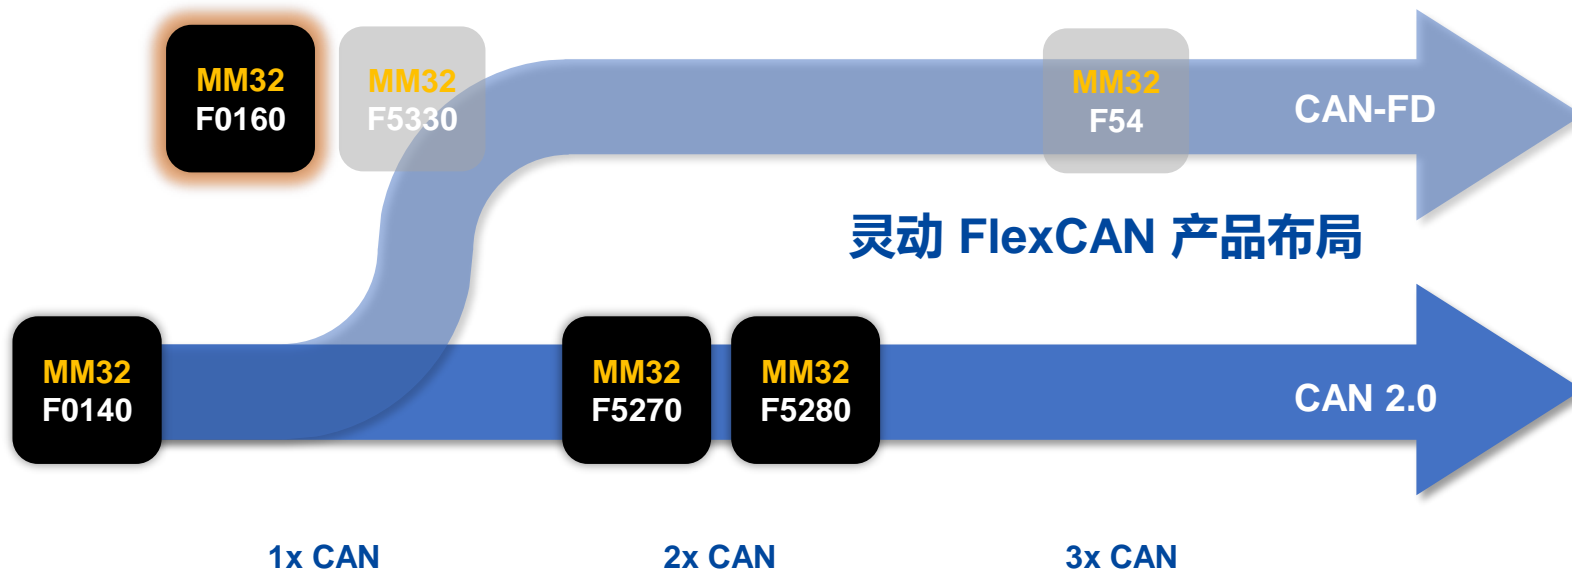 MM32
F0160
MM32
F5330
MM32
F54
CAN-FD
灵动 FlexCAN 产品布局
MM32
F0140
MM32
F5270
MM32
F5280
CAN 2.0
1x CAN
2x CAN
3x CAN